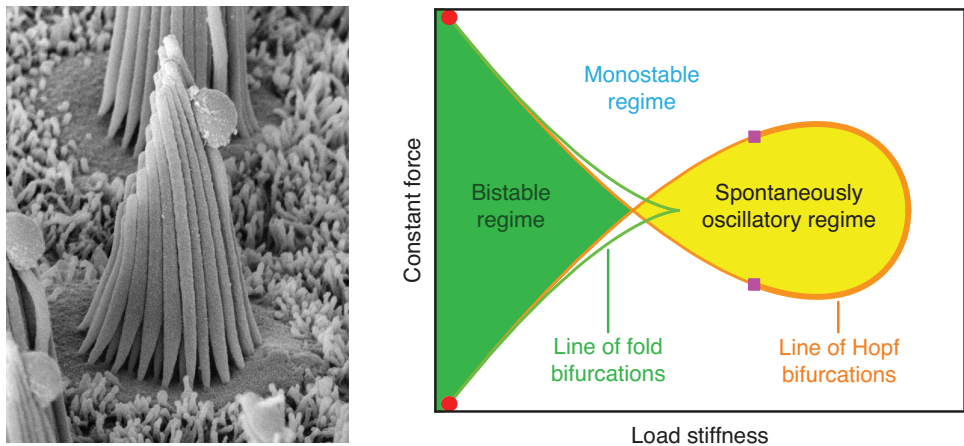 Monostable
regime
Bistable
regime
Spontaneously
oscillatory regime
Constant force
Line of fold
bifurcations
Line of Hopf
bifurcations
Load stiffness